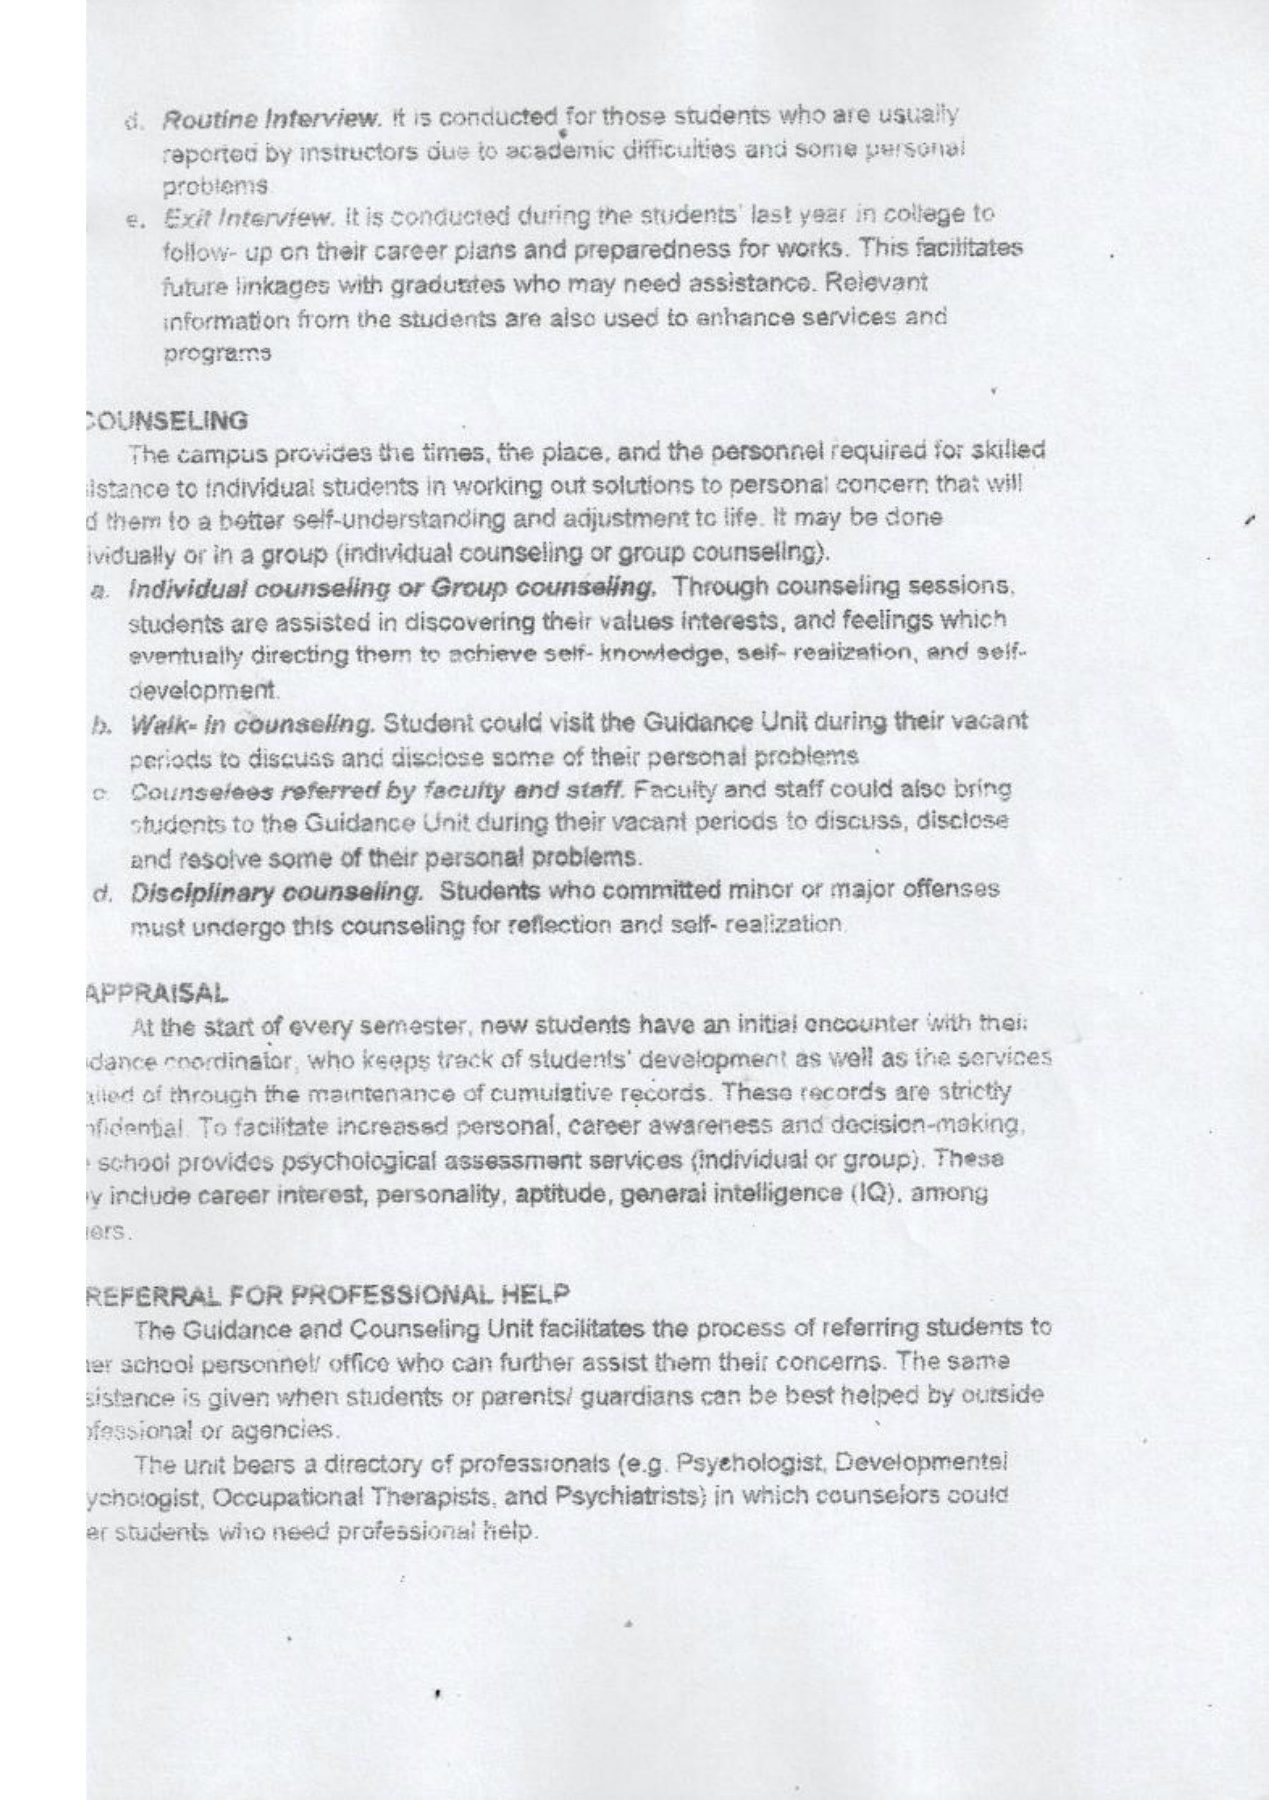 d. Routine Interview. It is conducted for those students who are usually
reported by instructors due to academic difficulties and some personal
problems
e. Exit Interview. It is conducted during the students' last year in college to
follow- up on their career plans and preparedness for works. This facilitates
future linkages with graduates who may need assistance. Relevant
information from the students are also used to enhance services and
programs
COUNSELING
The campus provides the times, the place, and the personnel required for skilled
istance to individual students in working out solutions to personal concern that will
d them to a better self-understanding and adjustment to life. It may be done
ividually or in a group (individual counseling or group counseling).
a. Individual counseling or Group counseling. Through counseling sessions,
students are assisted in discovering their values interests, and feelings which
eventually directing them to achieve self- knowledge, self- realization, and self-
development.
b. Walk- in counseling. Student could visit the Guidance Unit during their vacant
periods to discuss and disclose some of their personal problems
c. Counselees referred by faculty and staff. Faculty and staff could also bring
students to the Guidance Unit during their vacant periods to discuss, disclose
and resolve some of their personal problems.
d. Disciplinary counseling. Students who committed minor or major offenses
must undergo this counseling for reflection and self- realization
APPRAISAL
At the start of every semester, new students have an initial encounter with their
dance coordinator, who keeps track of students' development as well as the services
ailed of through the maintenance of cumulative records. These records are strictly
nfidential. To facilitate increased personal, career awareness and decision-making,
e school provides psychological assessment services (individual or group). These
y include career interest, personality, aptitude, general intelligence (IQ), among
ers.
REFERRAL FOR PROFESSIONAL HELP
The Guidance and Counseling Unit facilitates the process of referring students to
er school personnel/ office who can further assist them their concerns. The same
sistance is given when students or parents/ guardians can be best helped by outside
ofessional or agencies.
The unit bears a directory of professionals (e.g. Psychologist, Developmental
ychologist, Occupational Therapists, and Psychiatrists) in which counselors could
er students who need professional help.